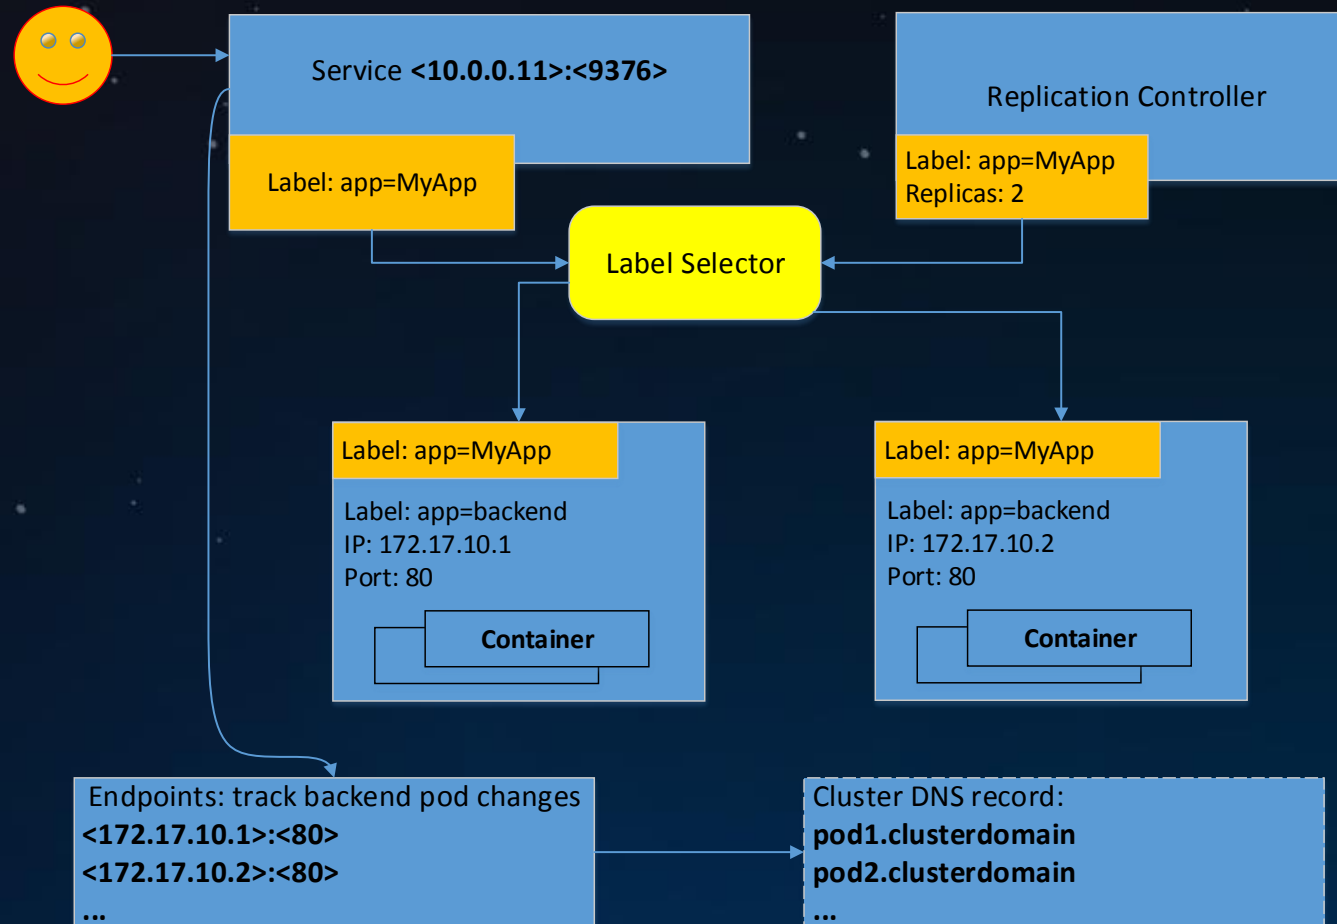 Service <10.0.0.11>:<9376>
Label: app=MyApp
Replication Controller
Label: app=MyApp
Replicas: 2
Label Selector
Label: app=MyApp
Label: app=backend
IP: 172.17.10.1
Port: 80
Container
Label: app=MyApp
Label: app=backend
IP: 172.17.10.2
Port: 80
Container
Endpoints: track backend pod changes
<172.17.10.1>:<80>
<172.17.10.2>:<80>
...
Cluster DNS record:
pod1.clusterdomain
pod2.clusterdomain
...